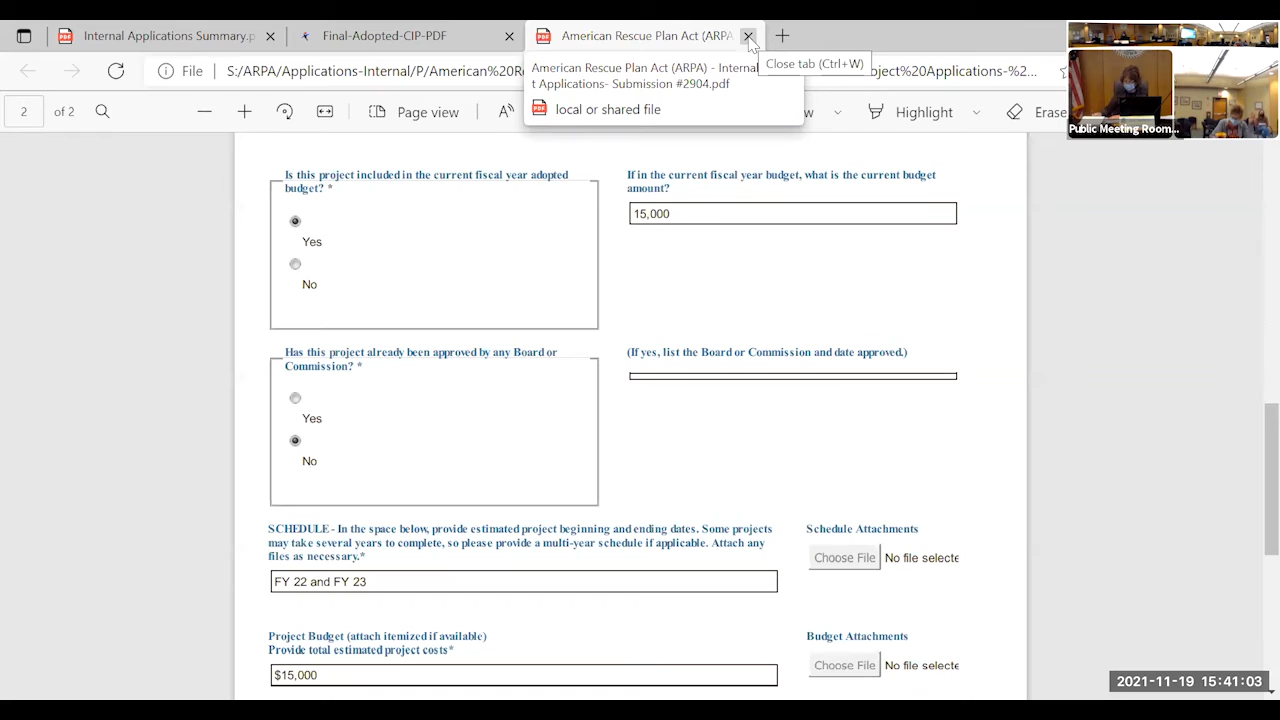 Internal Applications Summary.p
Final-Adopted-CIP-PDF
American Rescue Plan Act (ARPA
File
S:/ARPA/Applications-Internal/P/American%20R
oject%20Applications-%2...
American Rescue Plan Act (ARPA) - Internal
t Applications- Submission #2904.pdf
local or shared file
Close tab (Ctrl+W)
2 of 2
Page view
Highlight
Erase
Public Meeting Room...
Is this project included in the current fiscal year adopted
budget? *
Yes
No
If in the current fiscal year budget, what is the current budget
amount?
15,000
Has this project already been approved by any Board or
Commission? *
Yes
No
(If yes, list the Board or Commission and date approved.)
SCHEDULE - In the space below, provide estimated project beginning and ending dates. Some projects
may take several years to complete, so please provide a multi-year schedule if applicable. Attach any
files as necessary.*
FY 22 and FY 23
Schedule Attachments
Choose File No file selecte
Project Budget (attach itemized if available)
Provide total estimated project costs*
$15,000
Budget Attachments
Choose File No file selecte
2021-11-19 15:41:03